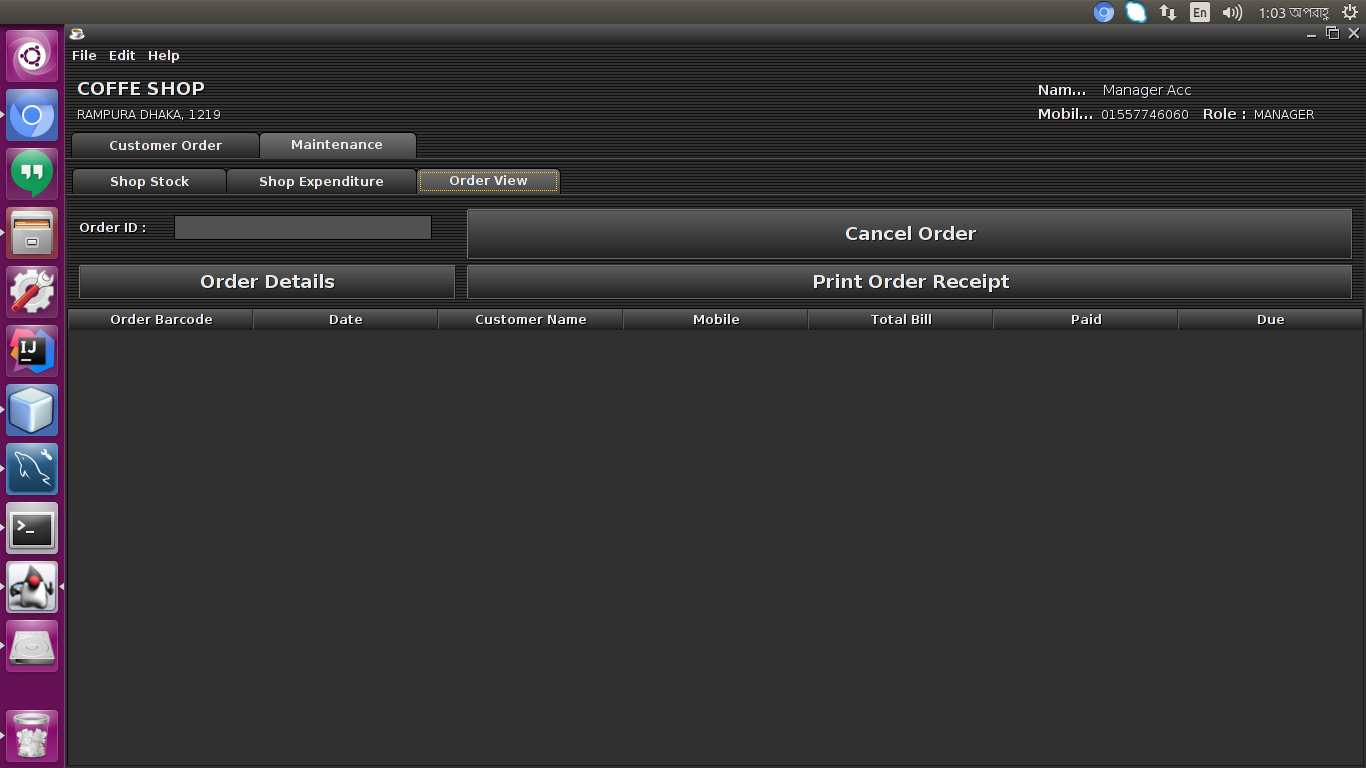 En 1:03 অপরাহ্ণ
File Edit Help
COFFE SHOP
Nam... Manager Acc
RAMPURA DHAKA, 1219
Mobil... 01557746060 Role : MANAGER
Customer Order Maintenance
Shop Stock Shop Expenditure Order View
Order ID :
Cancel Order
Order Details Print Order Receipt
Order Barcode Date Customer Name Mobile Total Bill Paid Due
IJ
>_